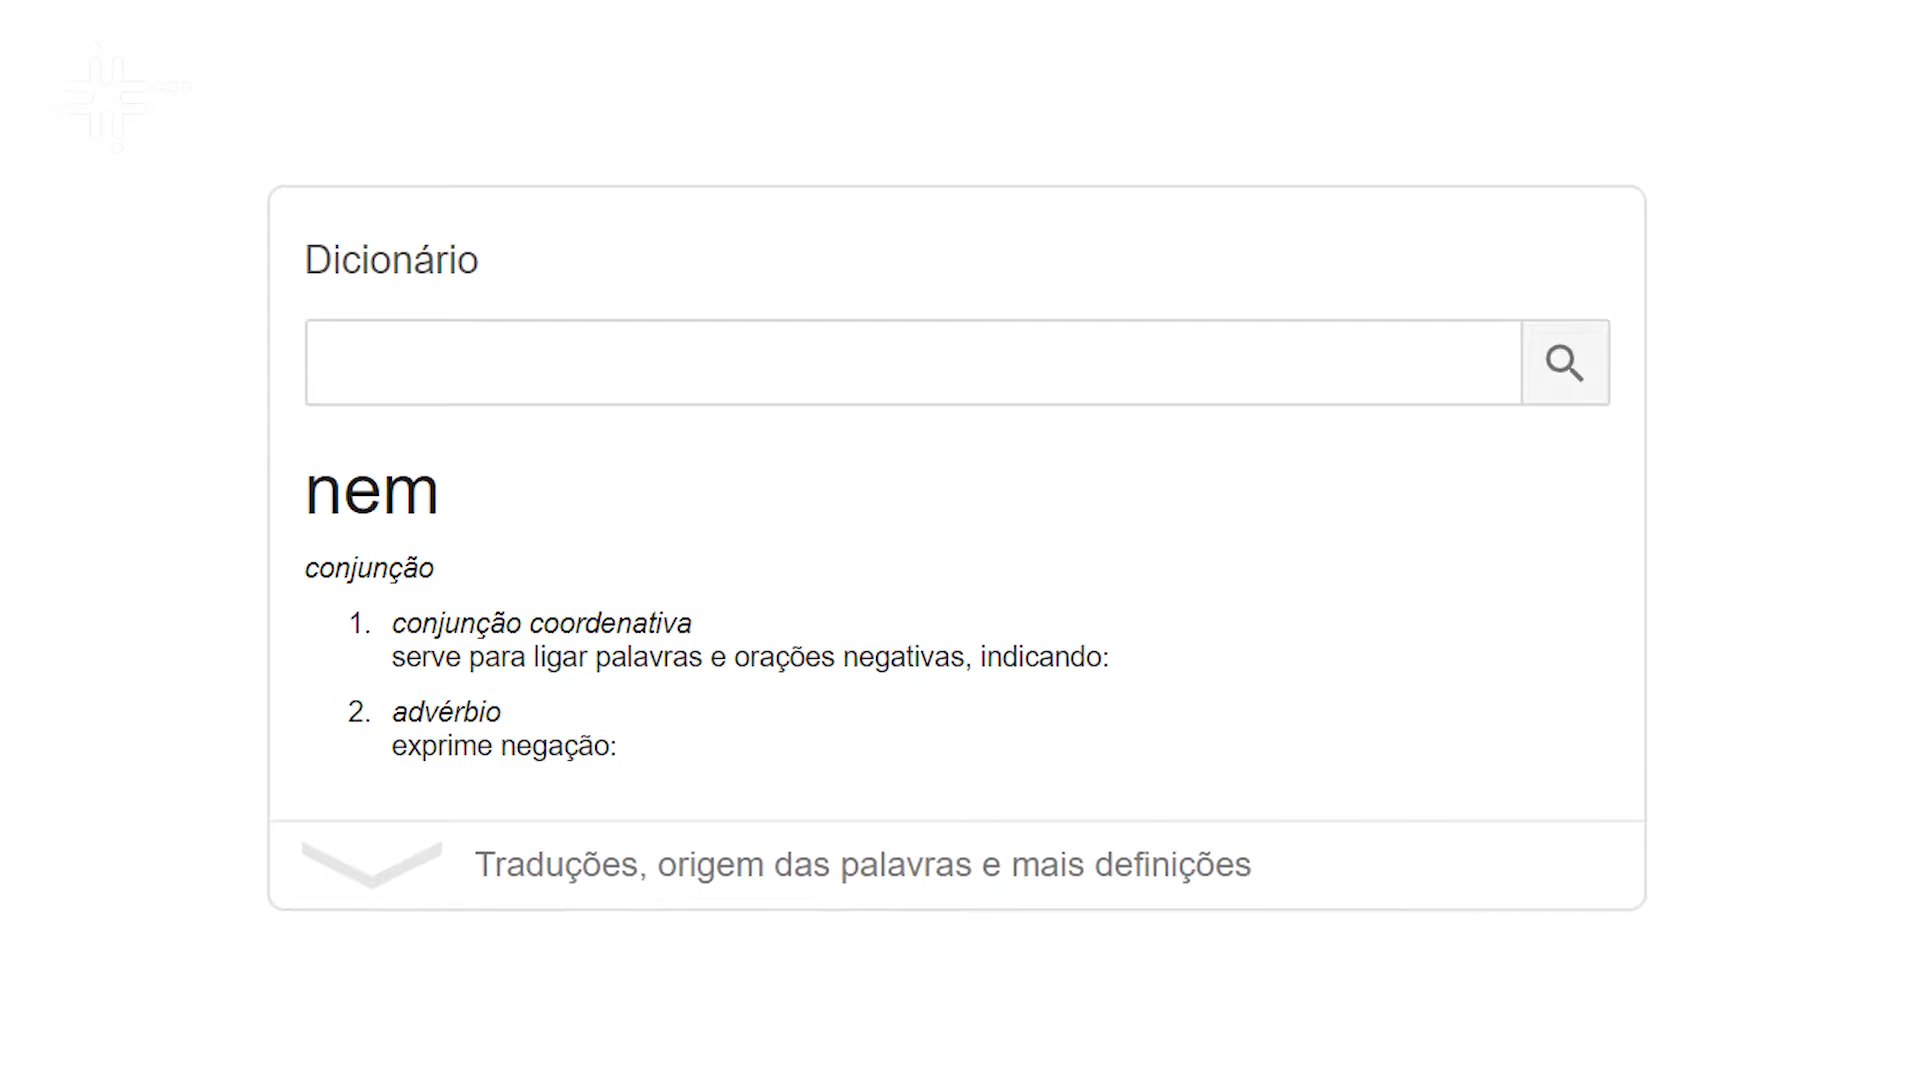 Dicionário
nem
conjunção
1. conjunção coordenativa
serve para ligar palavras e orações negativas, indicando:
2. advérbio
exprime negação:
Traduções, origem das palavras e mais definições